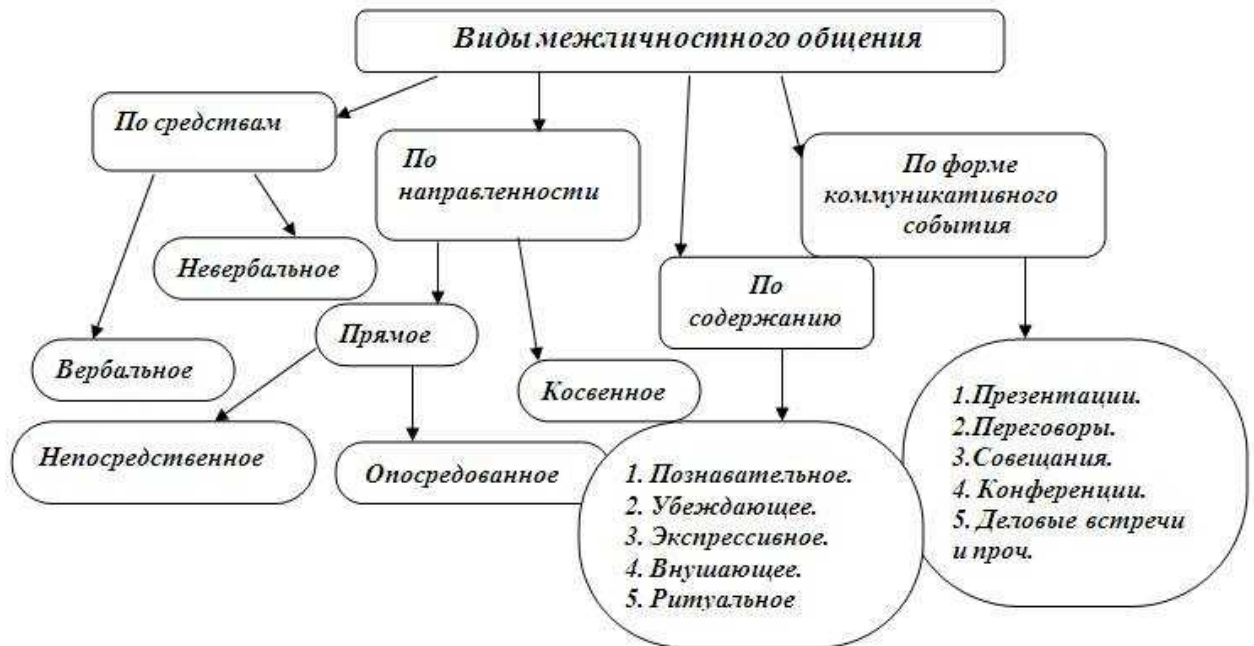 Виды межличностного общения
По средствам
По
направленности
По форме
коммуникативного
события
Невербальное
По
содержанию
Прямое
Вербальное
Косвенное
Непосредственное
Опосредованное
1. Познавательное.
2. Убеждающее.
3. Экспрессивное.
4. Внушающее.
5. Ритуальное
1.Презентации.
2.Переговоры.
3.Совещания.
4. Конференции.
5. Деловые встречи
и проч.